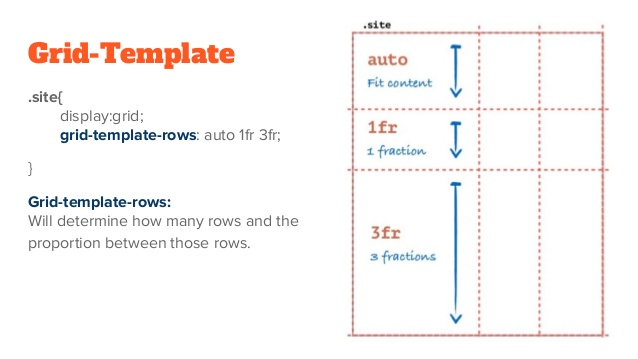 Grid-Template
.site{
display:grid;
grid-template-rows: auto 1fr 3fr;
}
Grid-template-rows:
Will determine how many rows and the
proportion between those rows.
.site
auto
Fit content
1fr
1 fraction
3fr
3 fractions